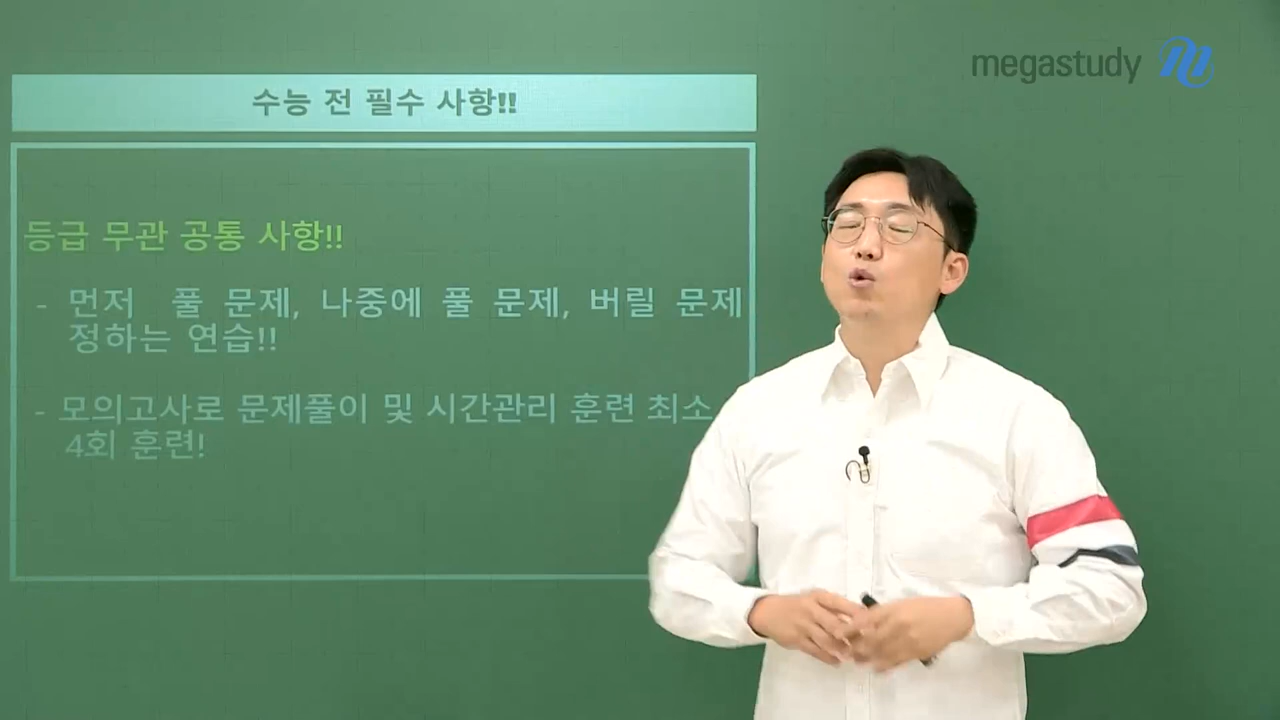 megastudy
수능 전 필수 사항!!
등급 무관 공통 사항!!
- 먼저 풀 문제, 나중에 풀 문제, 버릴 문제
정하는 연습!!
- 모의고사로 문제풀이 및 시간관리 훈련 최소
4회 훈련!